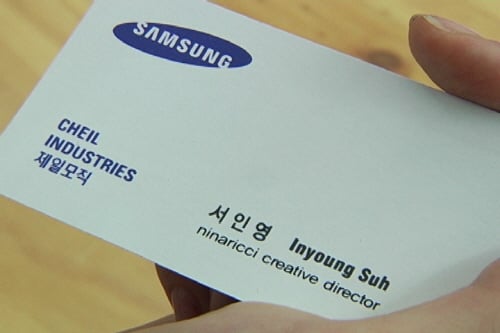 SAMSUNG
CHEIL
INDUSTRIES
제일모직
서인영 Inyoung Suh
ninaricci creative director